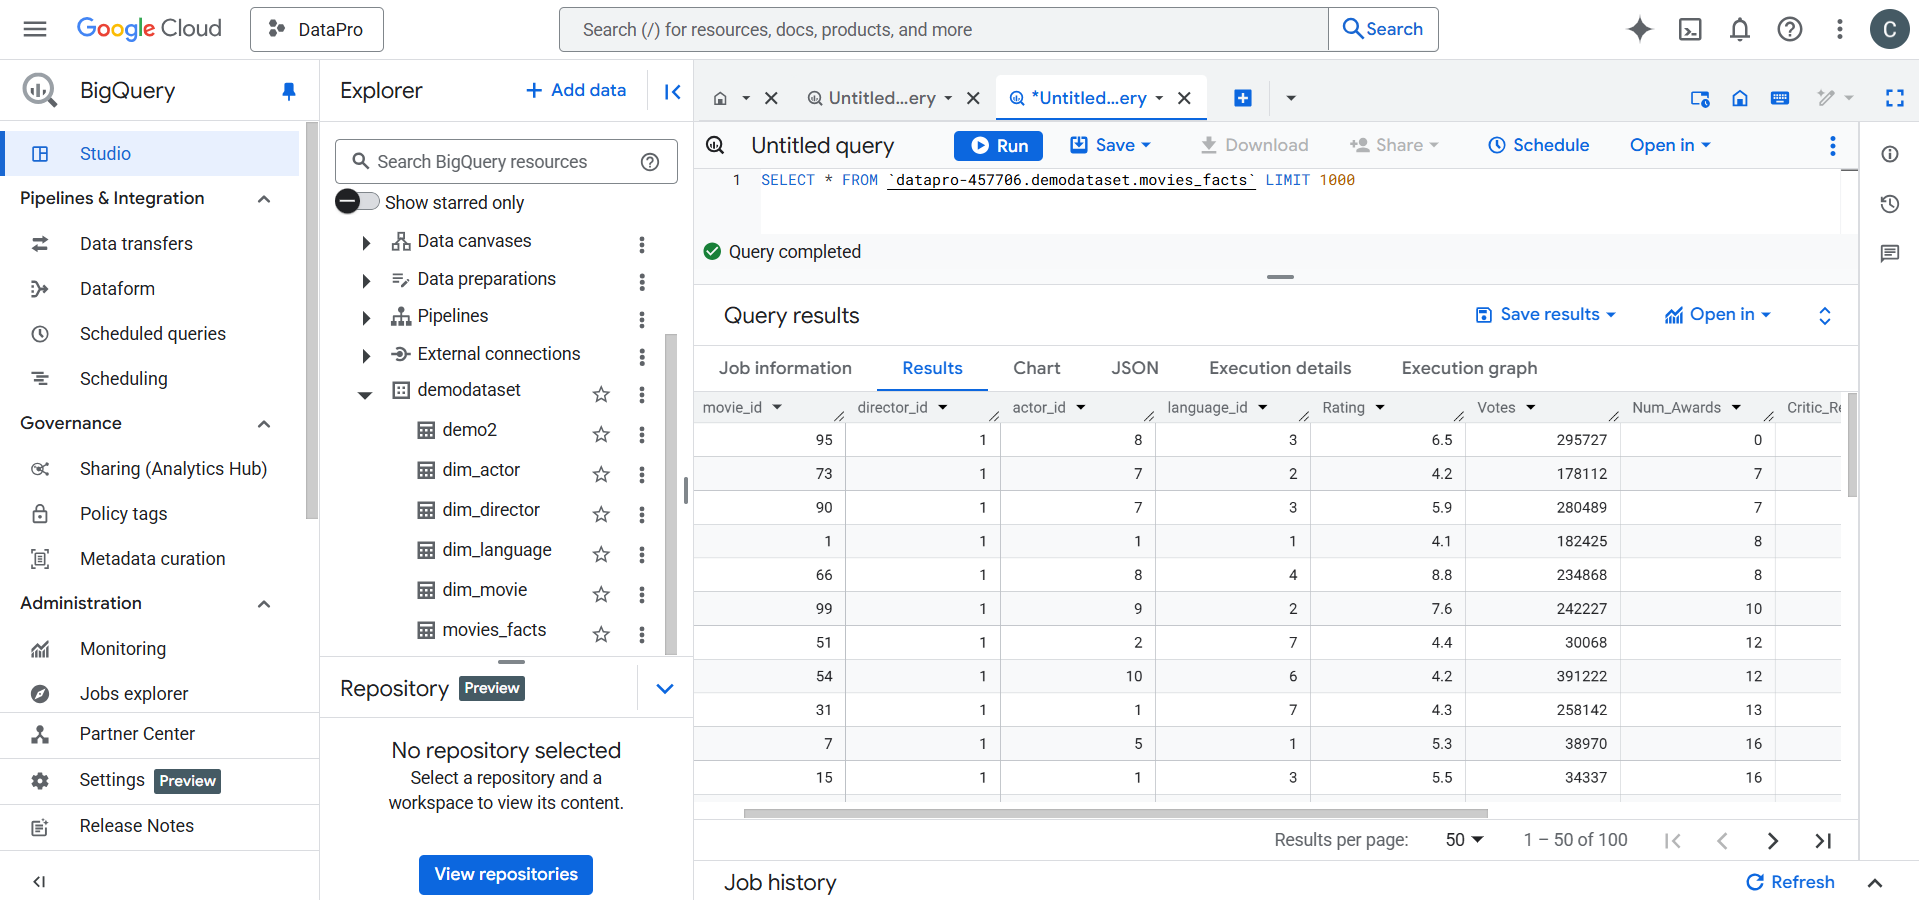 Google Cloud
DataPro
Search (/) for resources, docs, products, and more
Search
C
BigQuery
Studio
Pipelines & Integration
Data transfers
Dataform
Scheduled queries
Scheduling
Governance
Sharing (Analytics Hub)
Policy tags
Metadata curation
Administration
Monitoring
Jobs explorer
Partner Center
Settings Preview
Release Notes
Explorer
Add data
Search BigQuery resources
Show starred only
Data canvases
Data preparations
Pipelines
External connections
demodataset
demo2
dim_actor
dim_director
dim_language
dim_movie
movies_facts
Repository Preview
No repository selected
Select a repository and a
workspace to view its content.
View repositories
Untitled...ery
*Untitled...ery
Untitled query
Run
Save
Download
Share
Schedule
Open in
1 SELECT * FROM `datapro-457706.demodataset.movies_facts` LIMIT 1000
Query completed
Query results
Save results
Open in
Job information Results Chart JSON Execution details Execution graph
movie_id director_id actor_id language_id Rating Votes Num_Awards Critic_Re
95 1 8 3 6.5 295727 0
73 1 7 2 4.2 178112 7
90 1 7 3 5.9 280489 7
1 1 1 1 4.1 182425 8
66 1 8 4 8.8 234868 8
99 1 9 2 7.6 242227 10
51 1 2 7 4.4 30068 12
54 1 10 6 4.2 391222 12
31 1 1 7 4.3 258142 13
7 1 5 1 5.3 38970 16
15 1 1 3 5.5 34337 16
Results per page: 50 1 – 50 of 100
Job history
Refresh